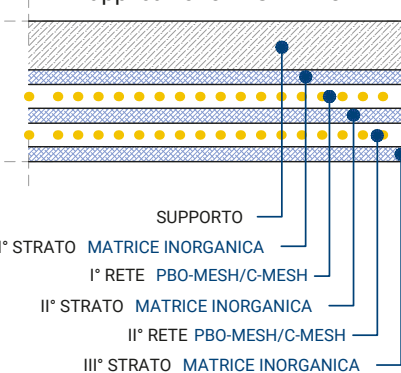 SUPPORTO
I° STRATO MATRICE INORGANICA
I° RETE PBO-MESH/C-MESH
II° STRATO MATRICE INORGANICA
II° RETE PBO-MESH/C-MESH
III° STRATO MATRICE INORGANICA